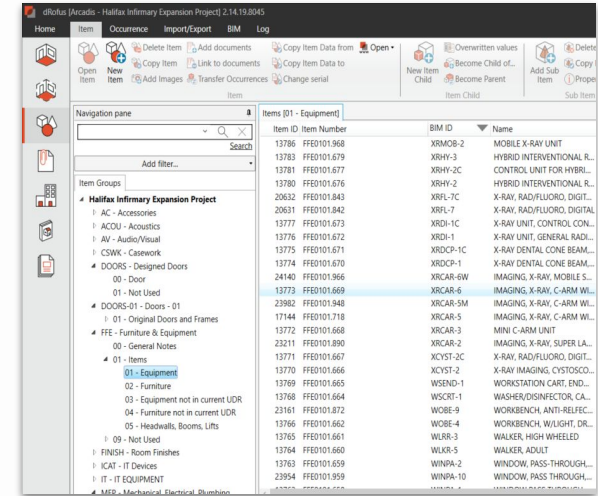 dRofus [Arcadis - Halifax Infirmary Expansion Project] 2.14.19.8045
Home Item Occurrence Import/Export BIM Log
Open Item
New Item
Delete Item
Copy Item
Add Images
Add documents
Link to documents
Transfer Occurrences
Copy Item Data from
Copy Item Data to
Change serial
Open
Item
New Item Child
Overwritten values
Become Child of...
Become Parent
Item Child
Add Sub Item
Delete
Copy
Sub Item
Navigation pane
Search
Add filter...
Item Groups
Halifax Infirmary Expansion Project
AC - Accessories
ACOU - Acoustics
AV - Audio/Visual
CSWK - Casework
DOORS - Designed Doors
00 - Door
01 - Not Used
DOORS-01 - Doors - 01
01 - Original Doors and Frames
FFE - Furniture & Equipment
00 - General Notes
01 - Items
01 - Equipment
02 - Furniture
03 - Equipment not in current UDR
04 - Furniture not in current UDR
05 - Headwalls, Booms, Lifts
09 - Not Used
FINISH - Room Finishes
ICAT - IT Devices
IT - IT EQUIPMENT
MEP - Mechanical, Electrical, Plumbing
Items [01 - Equipment]
Item ID Item Number BIM ID Name
13786 FFE0101.968 XRMOB-2 MOBILE X-RAY UNIT
13783 FFE0101.679 XRHY-3 HYBRID INTERVENTIONAL R...
13781 FFE0101.677 XRHY-2C CONTROL UNIT FOR HYBRI...
13780 FFE0101.676 XRHY-2 HYBRID INTERVENTIONAL R...
20632 FFE0101.843 XRFL-7C X-RAY, RAD/FLUORO, DIGIT...
20631 FFE0101.842 XRFL-7 X-RAY, RAD/FLUORO, DIGITAL
13777 FFE0101.673 XRDI-1C X-RAY UNIT, CONTROL CON...
13776 FFE0101.672 XRDI-1 X-RAY UNIT, GENERAL RADI...
13775 FFE0101.671 XRDCP-1C X-RAY DENTAL CONE BEAM,...
13774 FFE0101.670 XRDCP-1 X-RAY DENTAL CONE BEAM,...
24140 FFE0101.966 XRCAR-6W IMAGING, X-RAY, MOBILE S...
13773 FFE0101.669 XRCAR-6 IMAGING, X-RAY, C-ARM WI...
23982 FFE0101.948 XRCAR-5M IMAGING, X-RAY, C-ARM WI...
17144 FFE0101.718 XRCAR-5 IMAGING, X-RAY, C-ARM WI...
13772 FFE0101.668 XRCAR-3 MINI C-ARM UNIT
23211 FFE0101.890 XRCAR-2 IMAGING, X-RAY, SUPER LA...
13771 FFE0101.667 XCYST-2C X-RAY, RAD/FLUORO, DIGIT...
13770 FFE0101.666 XCYST-2 X-RAY IMAGING, CYSTOSCO...
13769 FFE0101.665 WSEND-1 WORKSTATION CART, END...
13768 FFE0101.664 WSCRT-1 WASHER/DISINFECTOR, CA...
23161 FFE0101.872 WOBE-9 WORKBENCH, ANTI-RELFEC...
13766 FFE0101.662 WOBE-4 WORKBENCH, W/LIGHT, DR...
13765 FFE0101.661 WLRR-3 WALKER, HIGH WHEELED
13764 FFE0101.660 WLKR-5 WALKER, ADULT
13763 FFE0101.659 WINPA-2 WINDOW, PASS-THROUGH,...
23954 FFE0101.959 WINPA-10 WINDOW, PASS-THROUGH,...